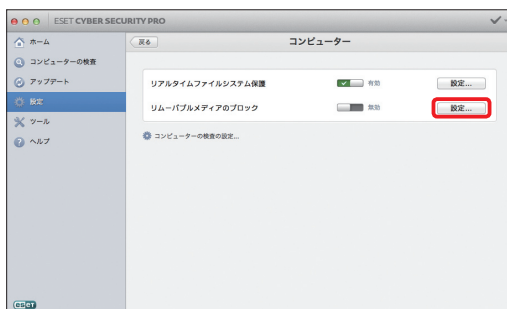 ESET CYBER SECURITY PRO
ホーム
コンピューターの検査
アップデート
設定
ツール
ヘルプ
戻る
コンピューター
リアルタイムファイルシステム保護
有効
設定...
リムーバブルメディアのブロック
無効
設定...
コンピューターの検査の設定...
eset